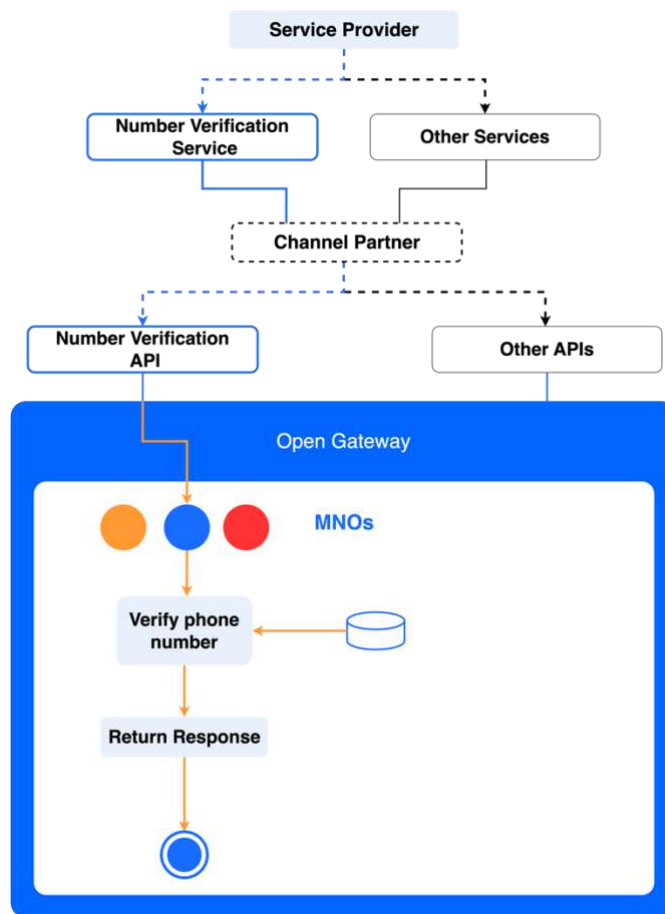 Service Provider
Number Verification
Service
Other Services
Channel Partner
Number Verification
API
Other APIs
Open Gateway
MNOs
Verify phone
number
Return Response